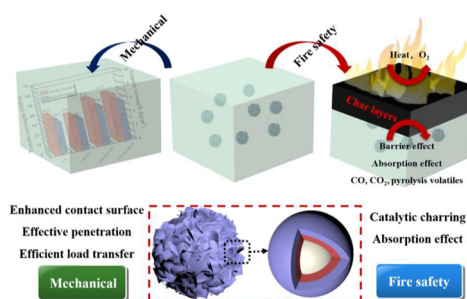 Mechanical
Fire safety
Heat, O2
Char layers
Barrier effect
Absorption effect
CO, CO2, pyrolysis volatiles
Enhanced contact surface
Effective penetration
Efficient load transfer
Mechanical
Catalytic charring
Absorption effect
Fire safety